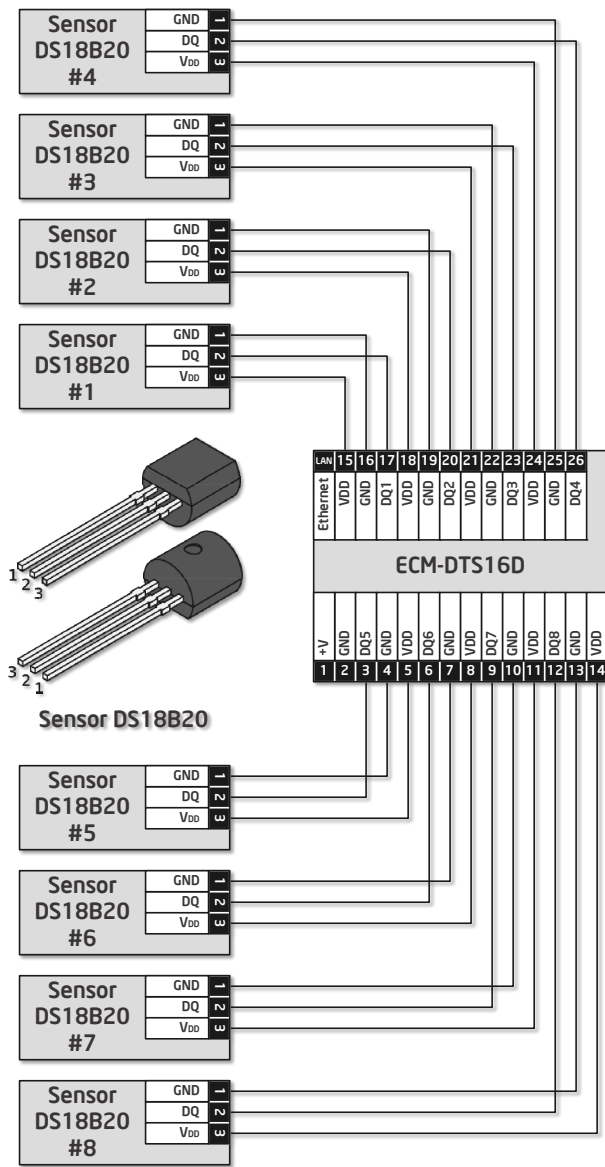 Sensor
DS18B20
#4
GND 1
DQ 2
VDD 3
Sensor
DS18B20
#3
GND 1
DQ 2
VDD 3
Sensor
DS18B20
#2
GND 1
DQ 2
VDD 3
Sensor
DS18B20
#1
GND 1
DQ 2
VDD 3
LAN 15 16 17 18 19 20 21 22 23 24 25 26
Ethernet VDD GND DQ1 VDD GND DQ2 VDD GND DQ3 VDD GND DQ4
ECM-DTS16D
+V GND DQ5 GND VDD DQ6 GND VDD DQ7 GND VDD DQ8 GND VDD
1 2 3 4 5 6 7 8 9 10 11 12 13 14
1
2
3
3
2
1
Sensor DS18B20
Sensor
DS18B20
#5
GND 1
DQ 2
VDD 3
Sensor
DS18B20
#6
GND 1
DQ 2
VDD 3
Sensor
DS18B20
#7
GND 1
DQ 2
VDD 3
Sensor
DS18B20
#8
GND 1
DQ 2
VDD 3